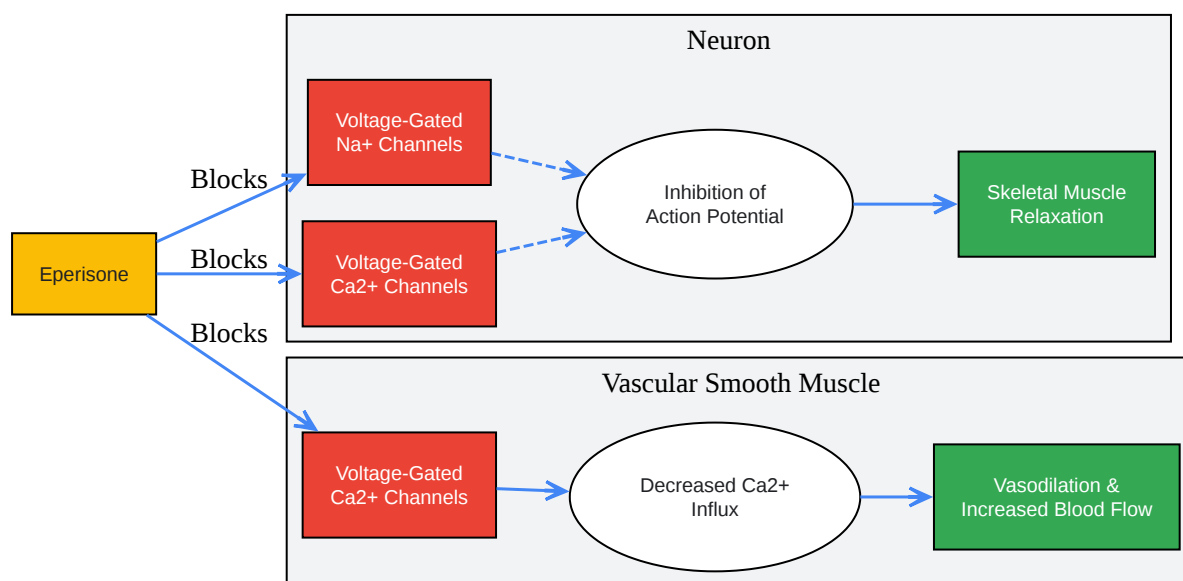 Neuron
Voltage-Gated
Na+ Channels
Blocks
Inhibition of
Action Potential
Skeletal Muscle
Relaxation
Eperisone
Blocks
Voltage-Gated
Ca2+ Channels
Blocks
Vascular Smooth Muscle
Voltage-Gated
Ca2+ Channels
Decreased Ca2+
Influx
Vasodilation &
Increased Blood Flow